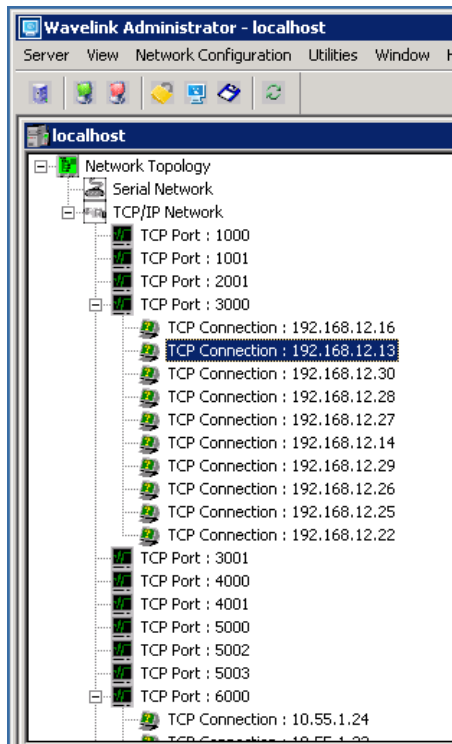 Wavelink Administrator - localhost
Server View Network Configuration Utilities Window
localhost
Network Topology
Serial Network
TCP/IP Network
TCP Port : 1000
TCP Port : 1001
TCP Port : 2001
TCP Port : 3000
TCP Connection : 192.168.12.16
TCP Connection : 192.168.12.13
TCP Connection : 192.168.12.30
TCP Connection : 192.168.12.28
TCP Connection : 192.168.12.27
TCP Connection : 192.168.12.14
TCP Connection : 192.168.12.29
TCP Connection : 192.168.12.26
TCP Connection : 192.168.12.25
TCP Connection : 192.168.12.22
TCP Port : 3001
TCP Port : 4000
TCP Port : 4001
TCP Port : 5000
TCP Port : 5002
TCP Port : 5003
TCP Port : 6000
TCP Connection : 10.55.1.24
TCP Connection :